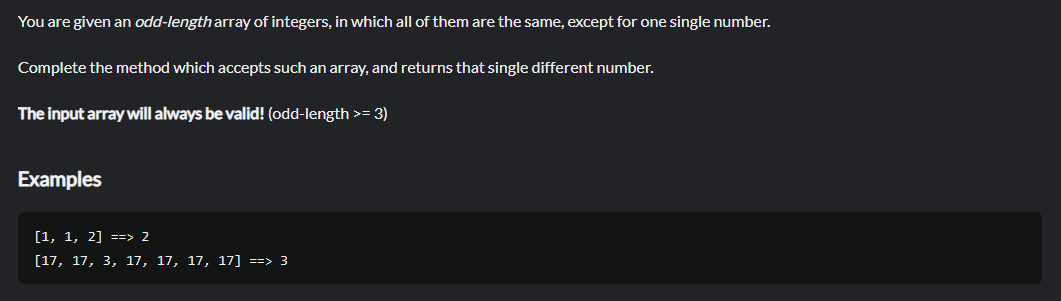 You are given an odd-length array of integers, in which all of them are the same, except for one single number.
Complete the method which accepts such an array, and returns that single different number.
The input array will always be valid! (odd-length >= 3)
Examples
[1, 1, 2] ==> 2
[17, 17, 3, 17, 17, 17, 17] ==> 3